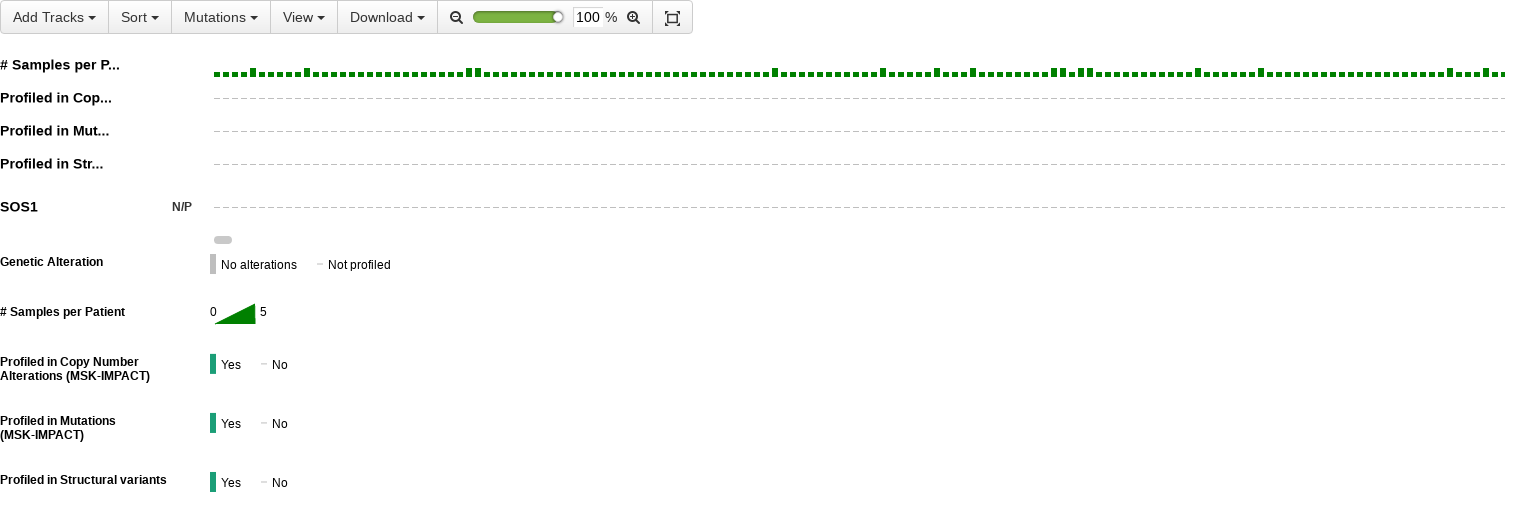 Add Tracks Sort Mutations View Download 100 %
# Samples per P...
Profiled in Cop...
Profiled in Mut...
Profiled in Str...
SOS1 N/P
Genetic Alteration No alterations Not profiled
# Samples per Patient 0 5
Profiled in Copy Number
Alterations (MSK-IMPACT) Yes No
Profiled in Mutations
(MSK-IMPACT) Yes No
Profiled in Structural variants Yes No